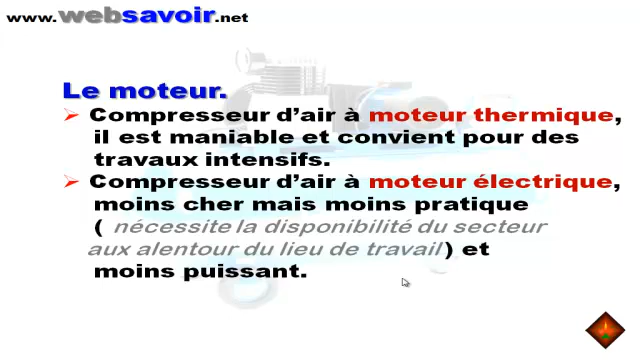 www.websavoir.net
Le moteur.
Compresseur d'air à moteur thermique,
il est maniable et convient pour des
travaux intensifs.
Compresseur d'air à moteur électrique,
moins cher mais moins pratique
( nécessite la disponibilité du secteur
aux alentour du lieu de travail) et
moins puissant.